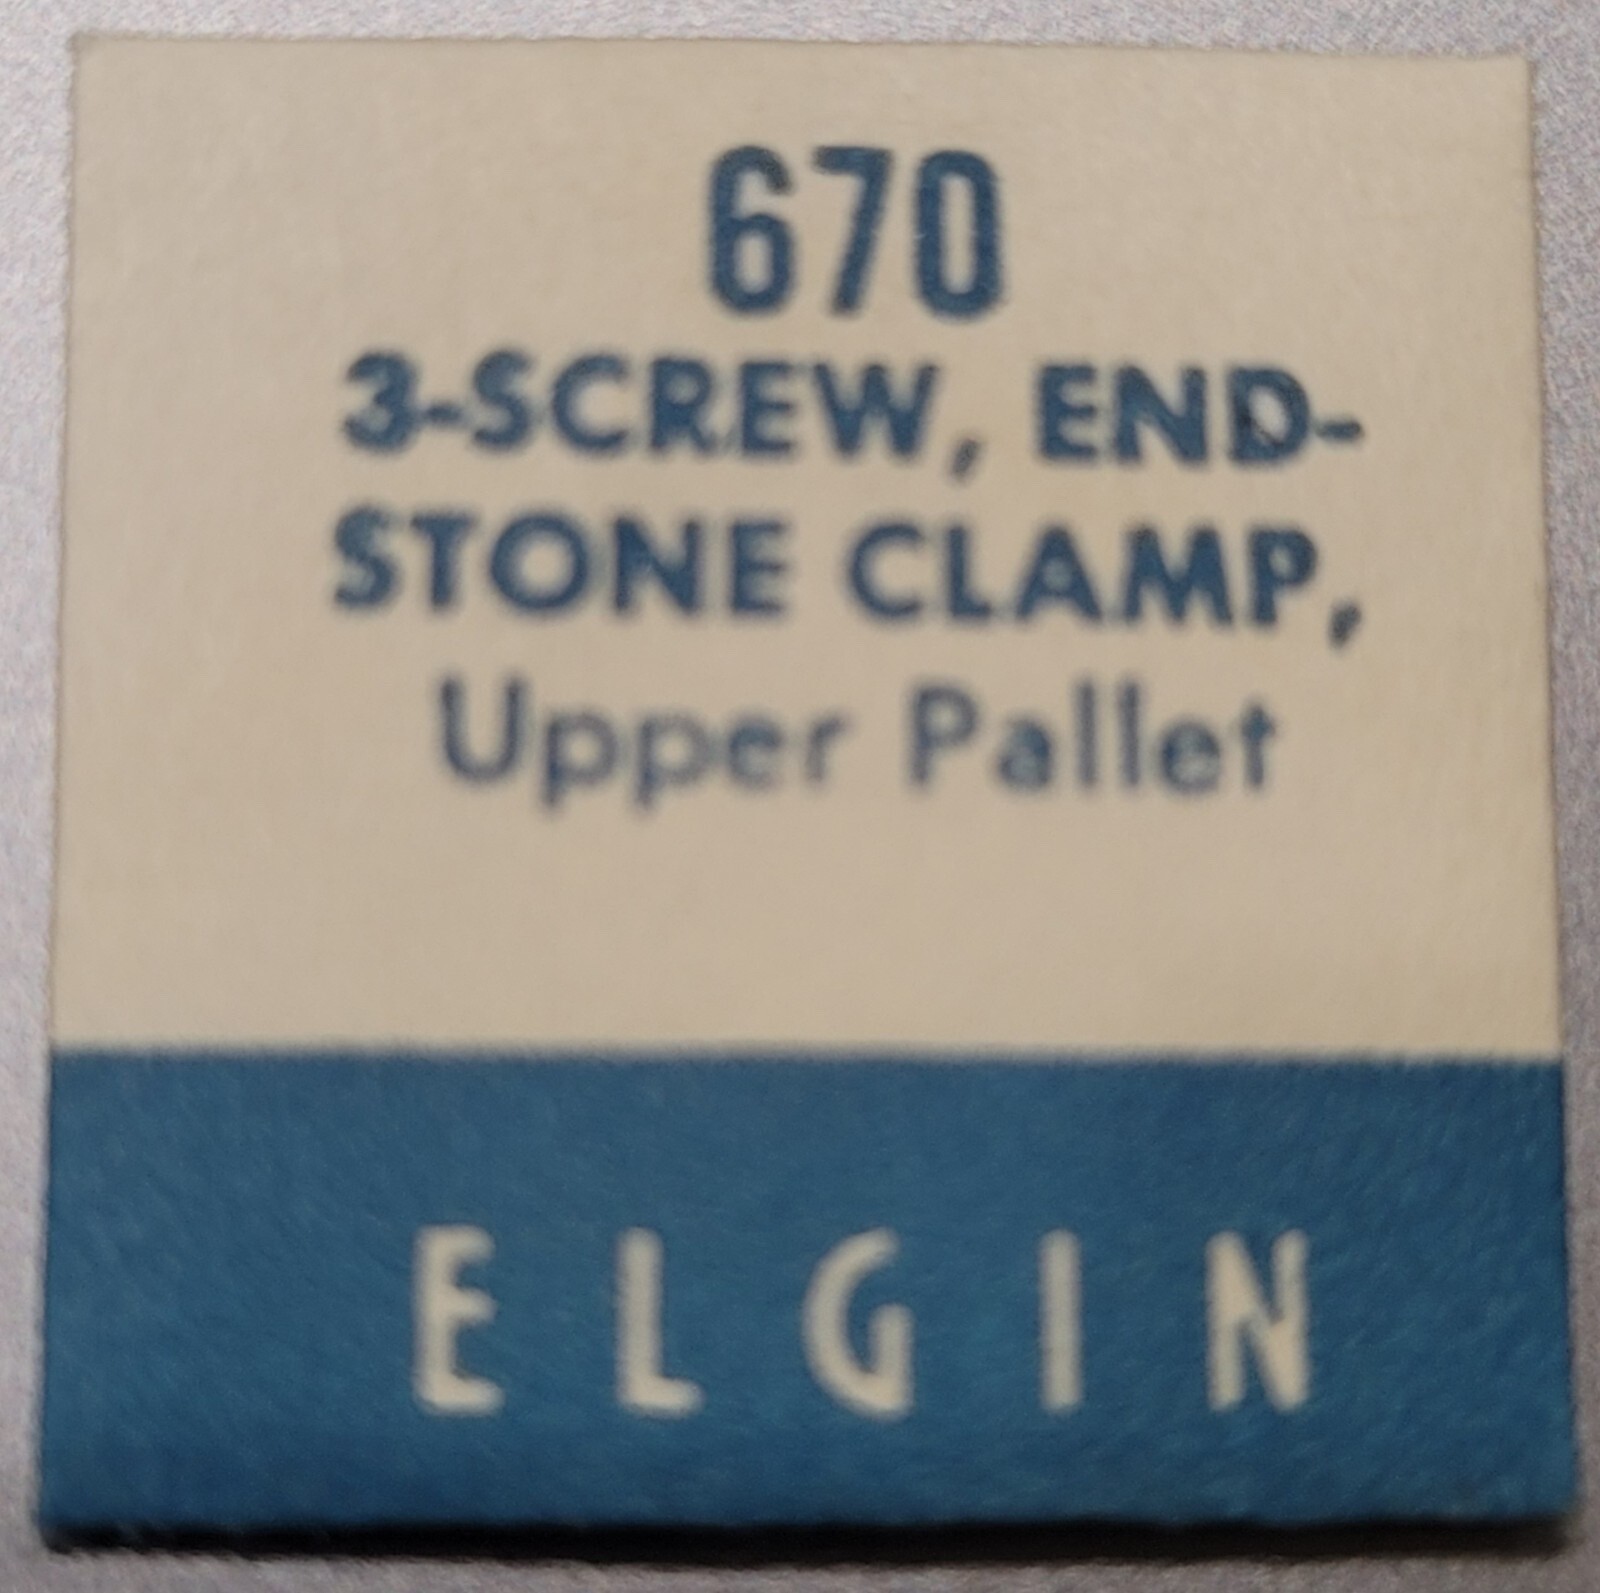 670
3-SCREW, END-
STONE CLAMP,
Upper Pallet
ELGIN